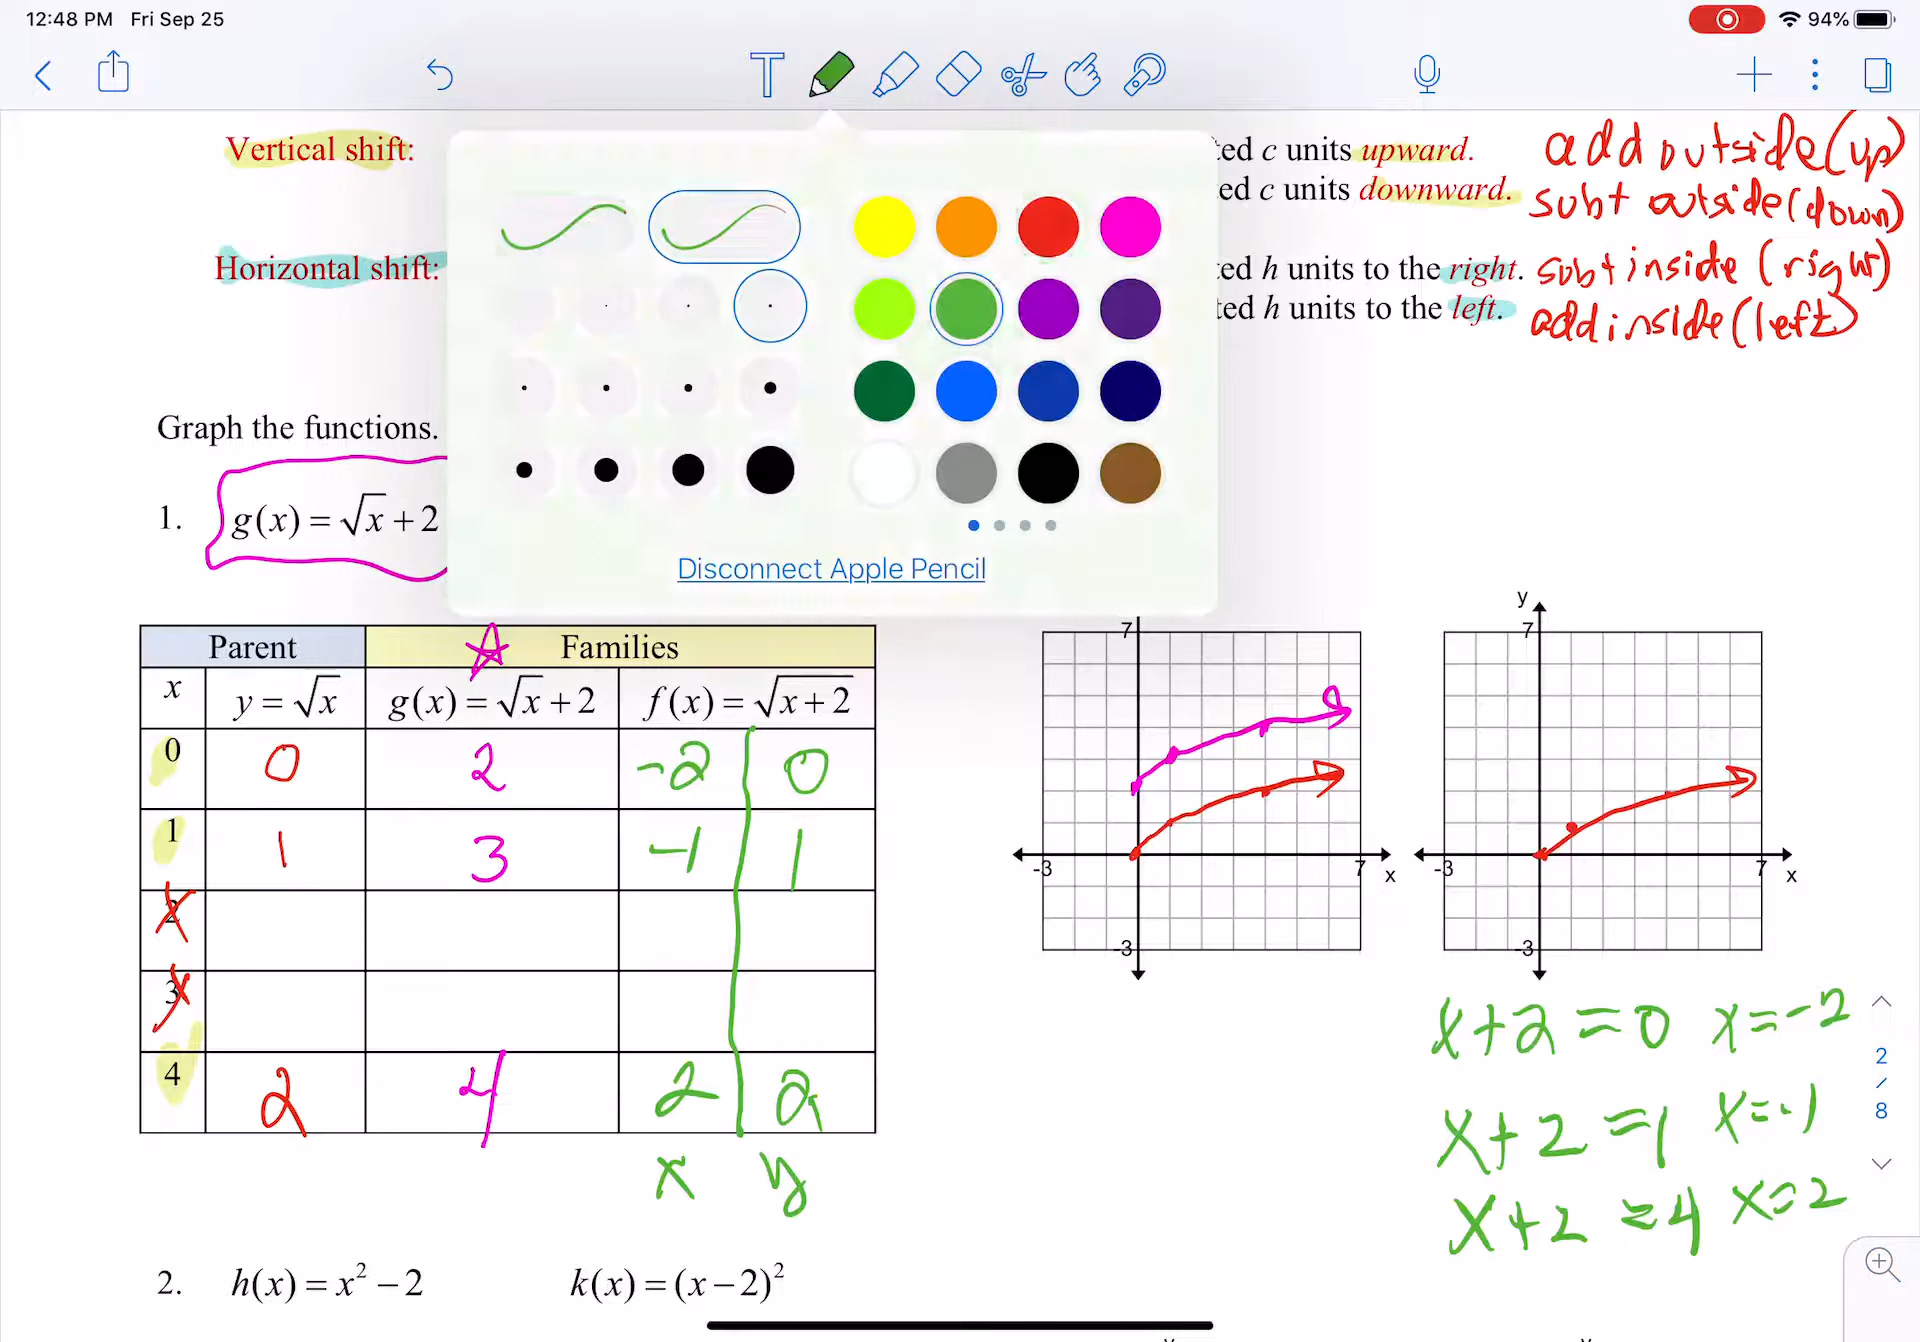 12:48 PM Fri Sep 25
94%
T
Vertical shift:
ted c units upward.
add outside (up)
ted c units downward.
subt outside (down)
Horizontal shift:
ted h units to the right.
subt inside (right)
ted h units to the left.
add inside (left)
Graph the functions.
1. g(x) = √x + 2
Disconnect Apple Pencil
Parent Families
x y = √x g(x) = √x + 2 f(x) = √(x + 2)
0 0 2 -2 0
1 1 3 -1 1
2
3
4 2 4 2 2
x y
7
-3 7 x
-3
y
7
-3 7 x
-3
x+2=0 x=-2
x+2=1 x=-1
x+2=4 x=2
2
/
8
2. h(x) = x² − 2 k(x) = (x − 2)²